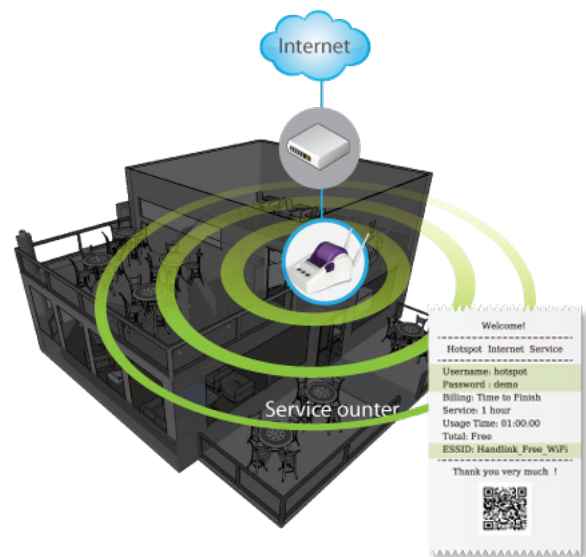 Internet
Service ounter
Welcome!
Hotspot Internet Service
Username: hotspot
Password : demo
Billing: Time to Finish
Service: 1 hour
Usage Time: 01:00:00
Total: Free
ESSID: Handlink_Free_WiFi
Thank you very much !